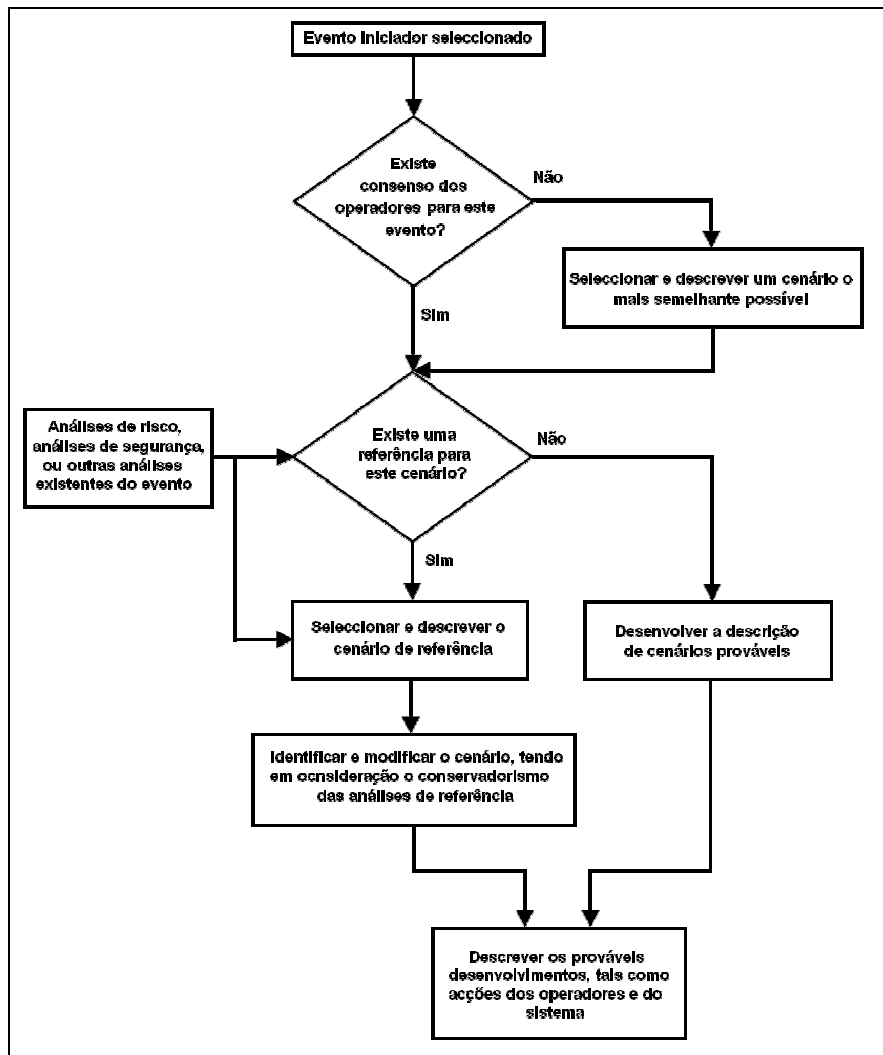 Evento Iniciador seleccionado
Existe
consenso dos
operadores para este
evento?
Não
Seleccionar e descrever um cenário o
mais semelhante possível
Sim
Análises de risco,
análises de segurança,
ou outras análises
existentes do evento
Existe uma
referência para
este cenário?
Não
Sim
Seleccionar e descrever o
cenário de referência
Desenvolver a descrição
de cenários prováveis
Identificar e modificar o cenário, tendo
em ocnsideração o conservadorismo
das análises de referência
Descrever os prováveis
desenvolvimentos, tais como
acções dos operadores e do
sistema